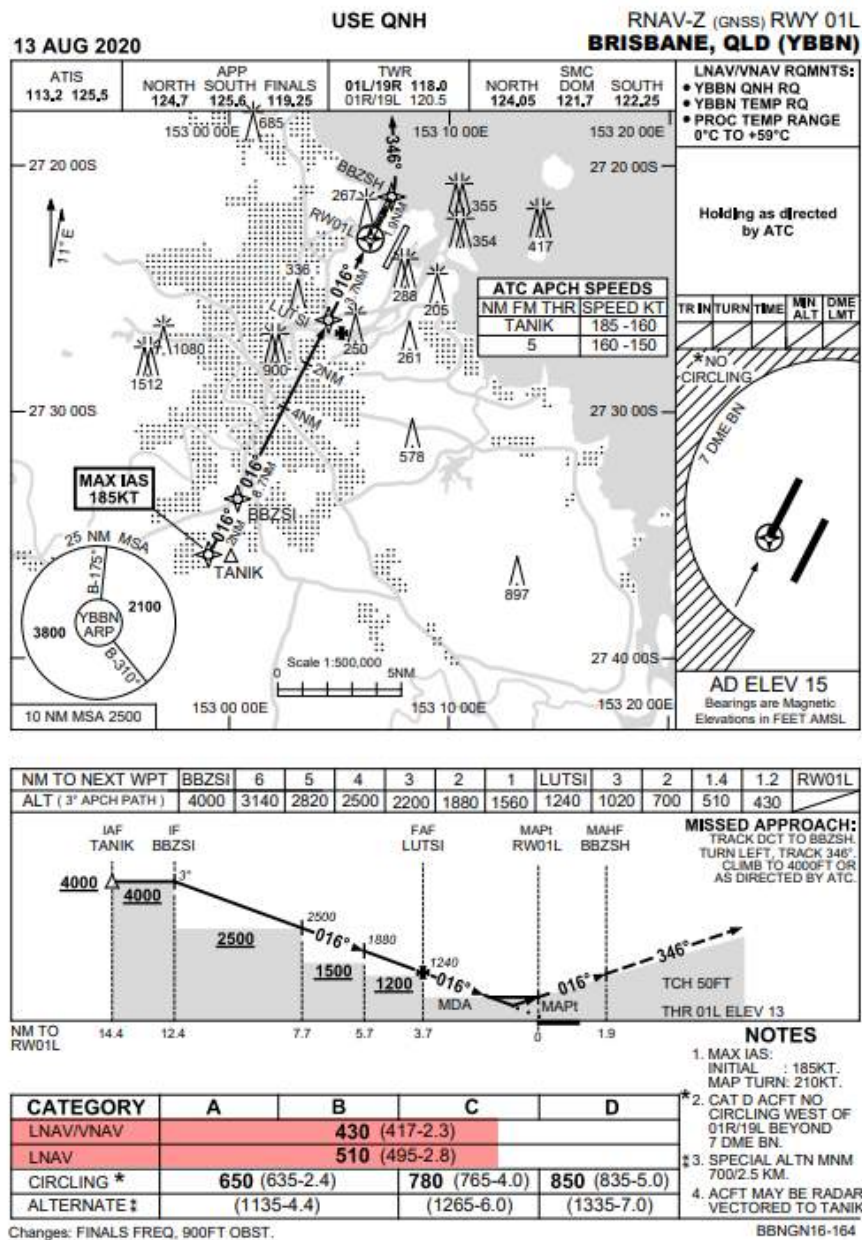 USE QNH
RNAV-Z (GNSS) RWY 01L
13 AUG 2020
BRISBANE, QLD (YBBN)
ATIS
113.2 125.5
APP
NORTH SOUTH FINALS
124.7 125.6 119.25
TWR
01L/19R 118.0
01R/19L 120.5
SMC
NORTH DOM SOUTH
124.05 121.7 122.25
LNAV/VNAV RQMNTS:
• YBBN QNH RQ
• YBBN TEMP RQ
• PROC TEMP RANGE
0°C TO +59°C
153 00 00E
685
153 10 00E
153 20 00E
27 20 00S
27 20 00S
346°
BBZSH
267
1.9NM
RW01L
355
354
417
11°E
Holding as directed
by ATC
336
016°
3.7NM
288
205
LUTSI
250
261
1080
1512
900
2NM
ATC APCH SPEEDS
NM FM THR SPEED KT
TANIK 185 -160
5 160 -150
TR IN TURN TIME MIN ALT DME LMT
*NO
CIRCLING
7 DME BN
27 30 00S
27 30 00S
4NM
578
MAX IAS
185KT
016°
8.7NM
BBZSI
016°
2NM
TANIK
897
25 NM MSA
B-175°
2100
3800
YBBN
ARP
B-310°
10 NM MSA 2500
Scale 1:500,000
0 5NM
27 40 00S
153 00 00E
153 10 00E
153 20 00E
AD ELEV 15
Bearings are Magnetic
Elevations in FEET AMSL
NM TO NEXT WPT BBZSI 6 5 4 3 2 1 LUTSI 3 2 1.4 1.2 RW01L
ALT ( 3° APCH PATH ) 4000 3140 2820 2500 2200 1880 1560 1240 1020 700 510 430
IAF
TANIK
IF
BBZSI
FAF
LUTSI
MAPt
RW01L
MAHF
BBZSH
MISSED APPROACH:
TRACK DCT TO BBZSH.
TURN LEFT, TRACK 346°.
CLIMB TO 4000FT OR
AS DIRECTED BY ATC.
4000
4000
3°
2500
2500
016°
1880
1500
1240
1200
016°
MDA
MAPt
016°
346°
TCH 50FT
THR 01L ELEV 13
NM TO
RW01L
14.4 12.4 7.7 5.7 3.7 0 1.9
NOTES
1. MAX IAS:
INITIAL : 185KT.
MAP TURN: 210KT.
*2. CAT D ACFT NO
CIRCLING WEST OF
01R/19L BEYOND
7 DME BN.
‡3. SPECIAL ALTN MNM
700/2.5 KM.
4. ACFT MAY BE RADAR
VECTORED TO TANIK
CATEGORY A B C D
LNAV/VNAV 430 (417-2.3)
LNAV 510 (495-2.8)
CIRCLING * 650 (635-2.4) 780 (765-4.0) 850 (835-5.0)
ALTERNATE‡ (1135-4.4) (1265-6.0) (1335-7.0)
Changes: FINALS FREQ, 900FT OBST.
BBNGN16-164